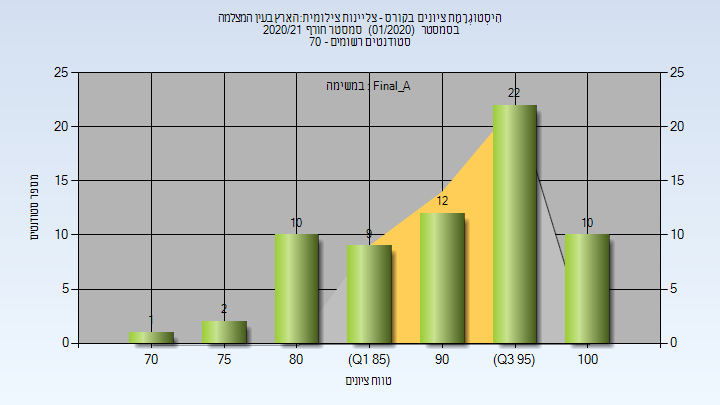 היסטוגרמת ציונים בקורס - צליינות צילומית:הארץ בעין המצלמה
בסמסטר (01/2020) סמסטר חורף 2020/21
סטודנטים רשומים - 70
במשימה : Final_A
25 25
20 20
15 15
10 10
5 5
0 0
1 2 10 9 12 22 10
70 75 80 (Q1 85) 90 (Q3 95) 100
מספר סטודנטים
טווח ציונים